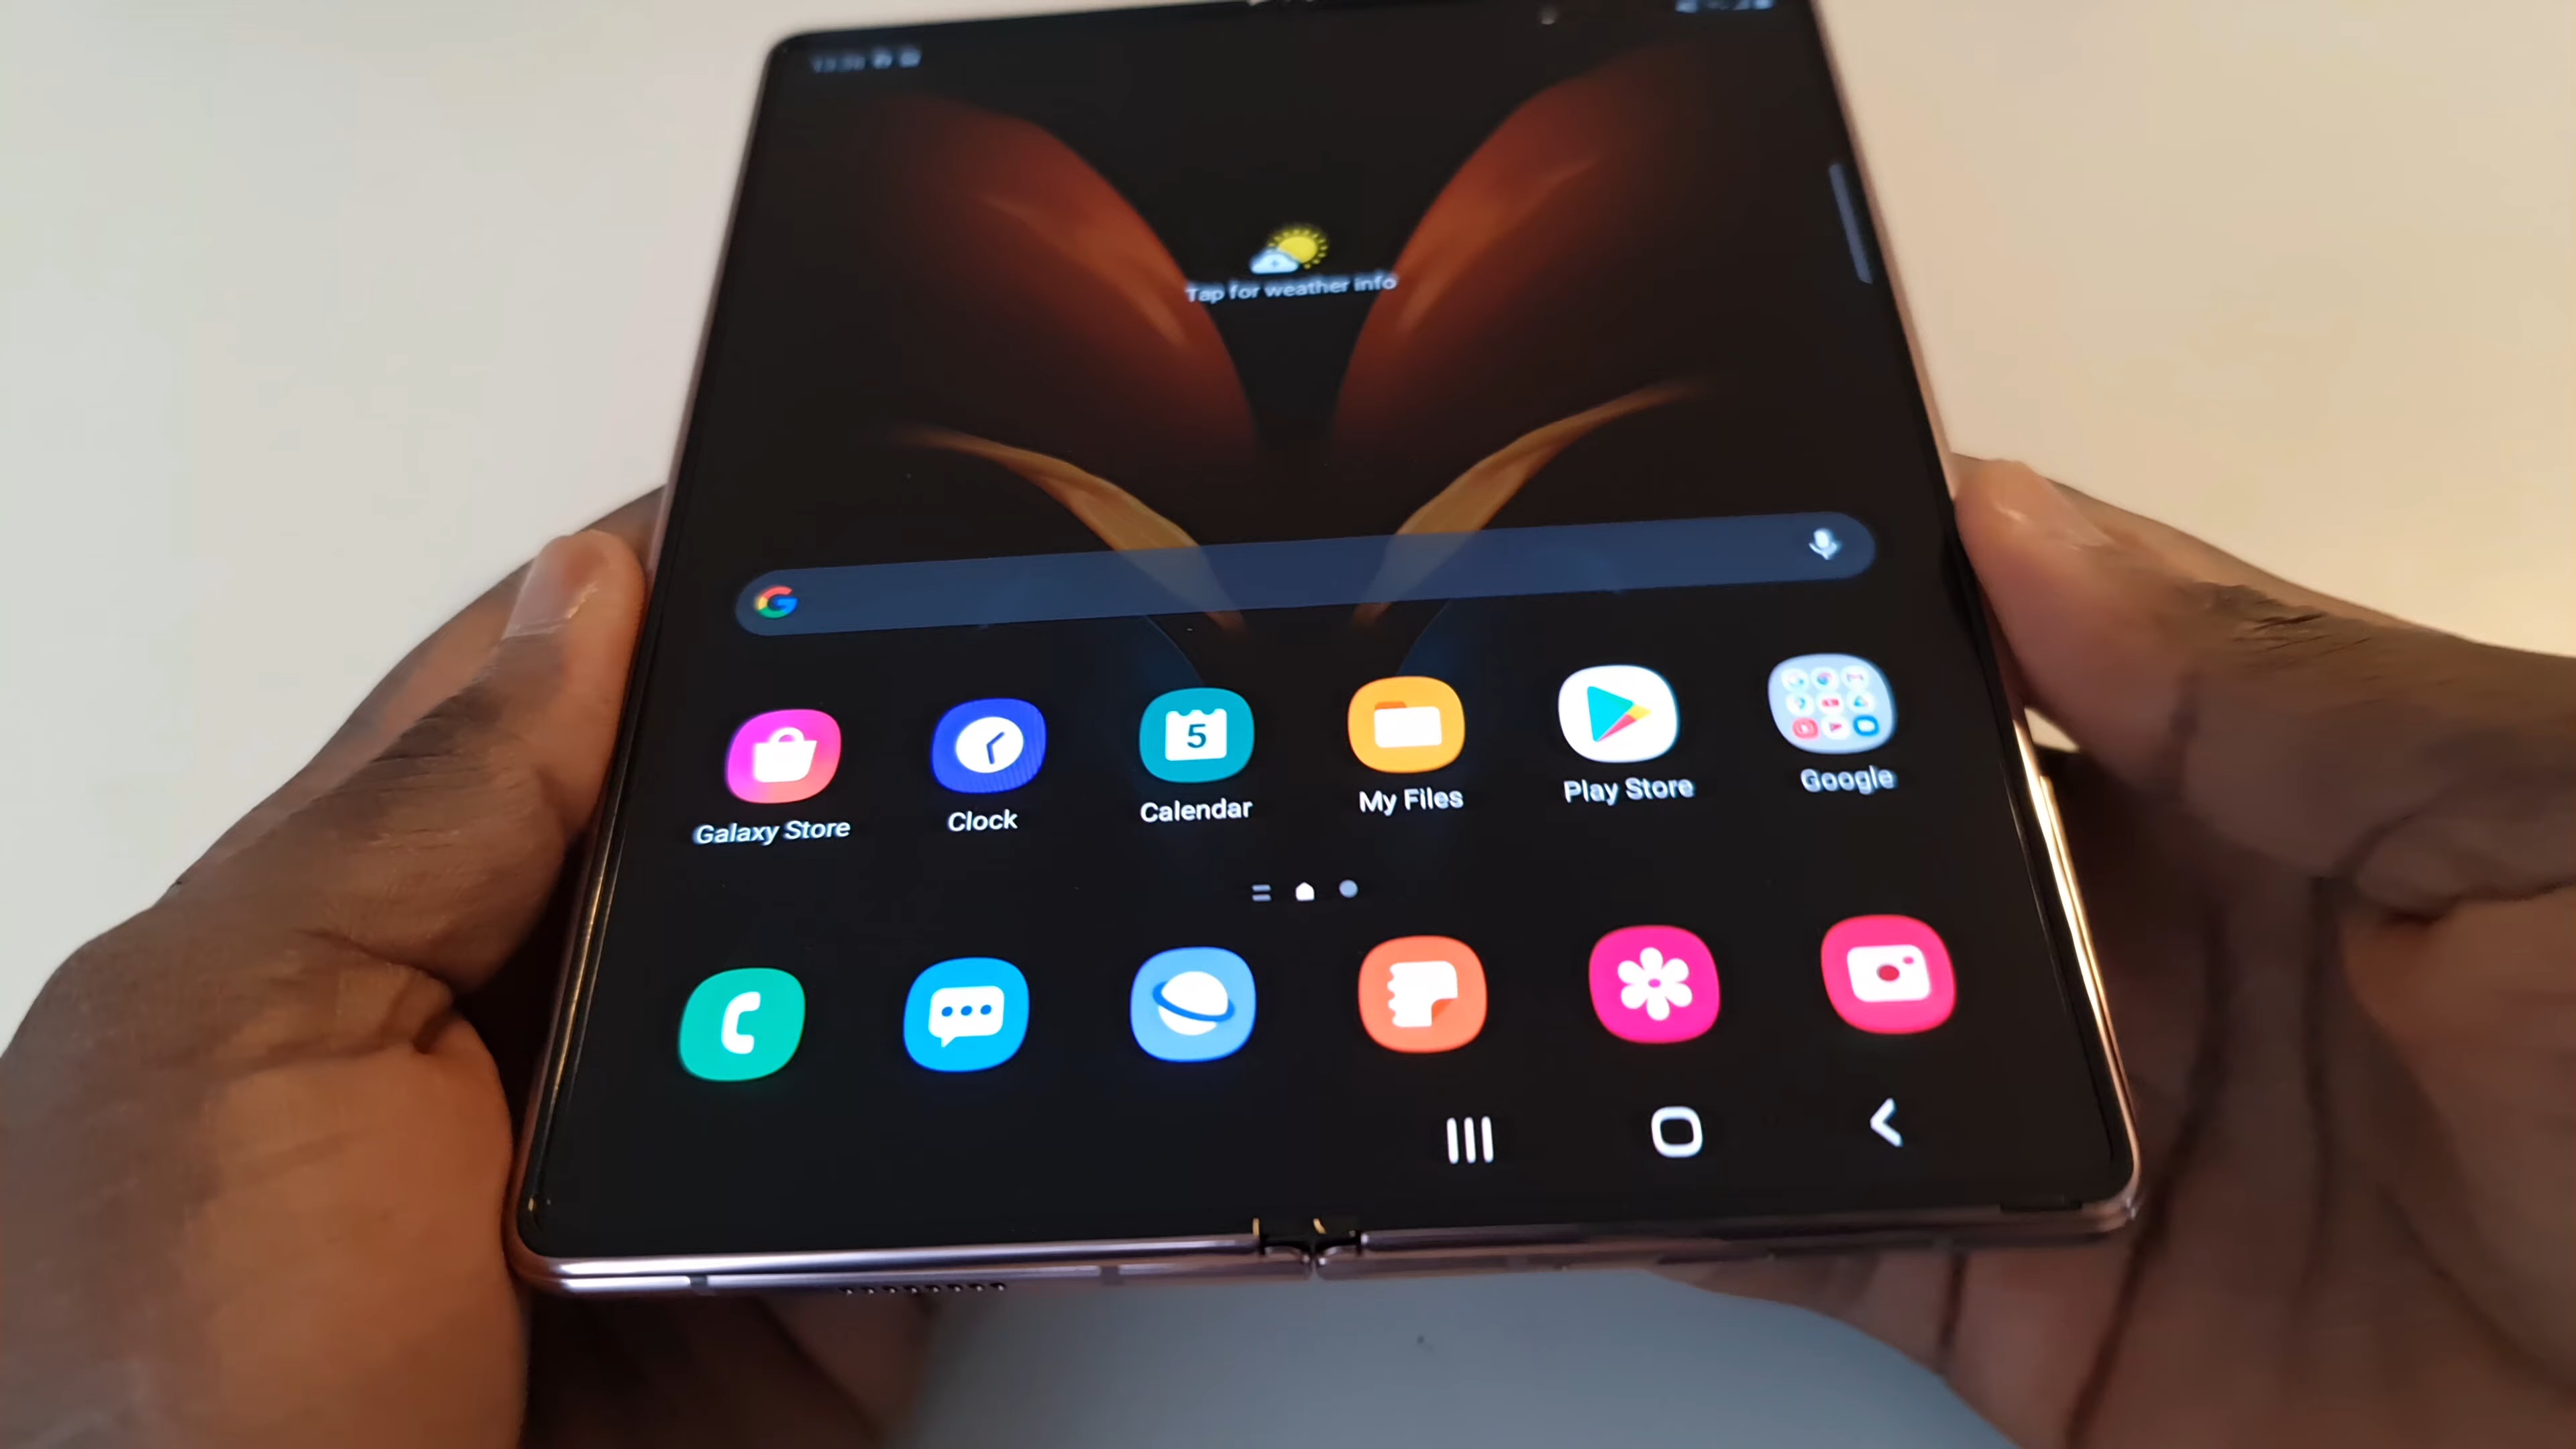 Tap for weather info
G
5
Galaxy Store
Clock
Calendar
My Files
Play Store
Google